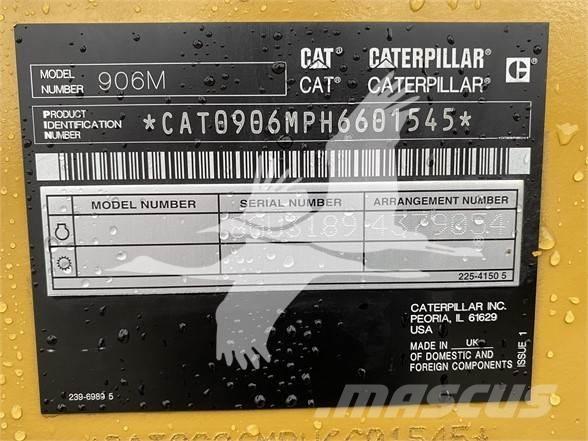 CAT CATERPILLAR
MODEL NUMBER 906M CAT CATERPILLAR C
PRODUCT IDENTIFICATION NUMBER *CAT0906MPH6601545*
MODEL NUMBER SERIAL NUMBER ARRANGEMENT NUMBER
225-4150 5
CATERPILLAR INC.
PEORIA, IL 61629
USA
MADE IN UK
OF DOMESTIC AND
FOREIGN COMPONENTS
ISSUE 1
239-6989 5
MASCUS